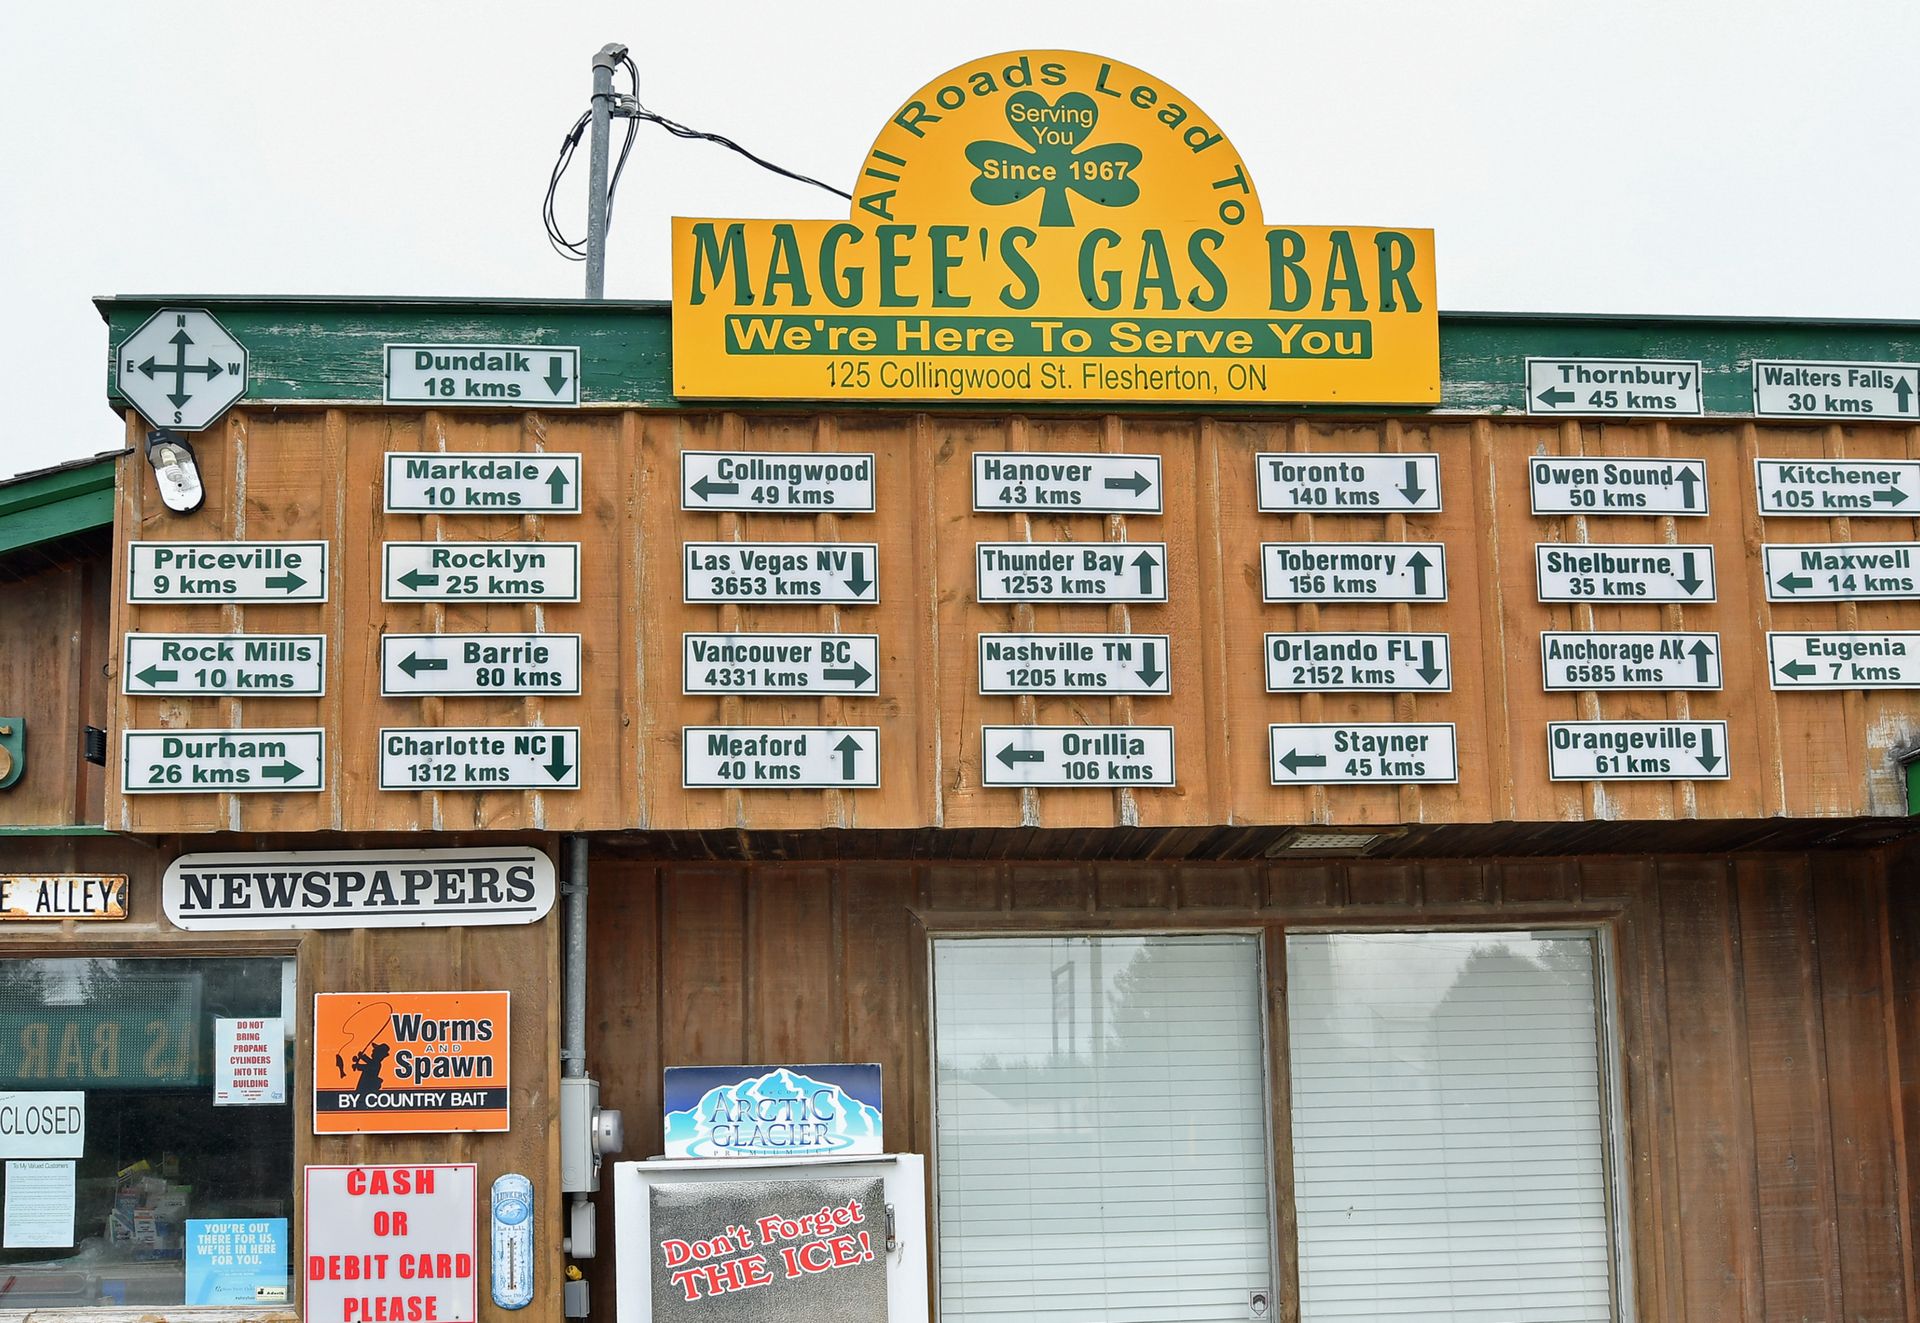 All Roads Lead To
Serving
You
Since 1967
MAGEE'S GAS BAR
We're Here To Serve You
125 Collingwood St. Flesherton, ON
N
E W
S
Dundalk
18 kms
Thornbury
45 kms
Walters Falls
30 kms
Markdale
10 kms
Collingwood
49 kms
Hanover
43 kms
Toronto
140 kms
Owen Sound
50 kms
Kitchener
105 kms
Priceville
9 kms
Rocklyn
25 kms
Las Vegas NV
3653 kms
Thunder Bay
1253 kms
Tobermory
156 kms
Shelburne
35 kms
Maxwell
14 kms
Rock Mills
10 kms
Barrie
80 kms
Vancouver BC
4331 kms
Nashville TN
1205 kms
Orlando FL
2152 kms
Anchorage AK
6585 kms
Eugenia
7 kms
Durham
26 kms
Charlotte NC
1312 kms
Meaford
40 kms
Orillia
106 kms
Stayner
45 kms
Orangeville
61 kms
S
E ALLEY
NEWSPAPERS
S BAR
DO NOT
BRING
PROPANE
CYLINDERS
INTO THE
BUILDING
Worms
AND
Spawn
BY COUNTRY BAIT
CLOSED
To My Valued Customers
YOU'RE OUT
THERE FOR US.
WE'RE IN HERE
FOR YOU.
CASH
OR
DEBIT CARD
PLEASE
ARCTIC
GLACIER
PREMIUM ICE
Don't Forget
THE ICE!